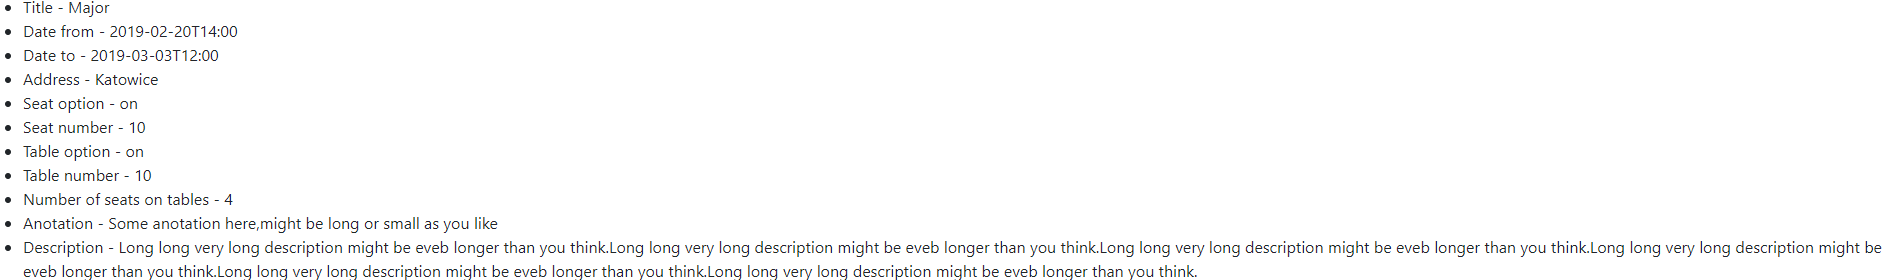 • Title - Major
• Date from - 2019-02-20T14:00
• Date to - 2019-03-03T12:00
• Address - Katowice
• Seat option - on
• Seat number - 10
• Table option - on
• Table number - 10
• Number of seats on tables - 4
• Anotation - Some anotation here,might be long or small as you like
• Description - Long long very long description might be eveb longer than you think.Long long very long description might be eveb longer than you think.Long long very long description might be eveb longer than you think.Long long very long description might be
eveb longer than you think.Long long very long description might be eveb longer than you think.Long long very long description might be eveb longer than you think.